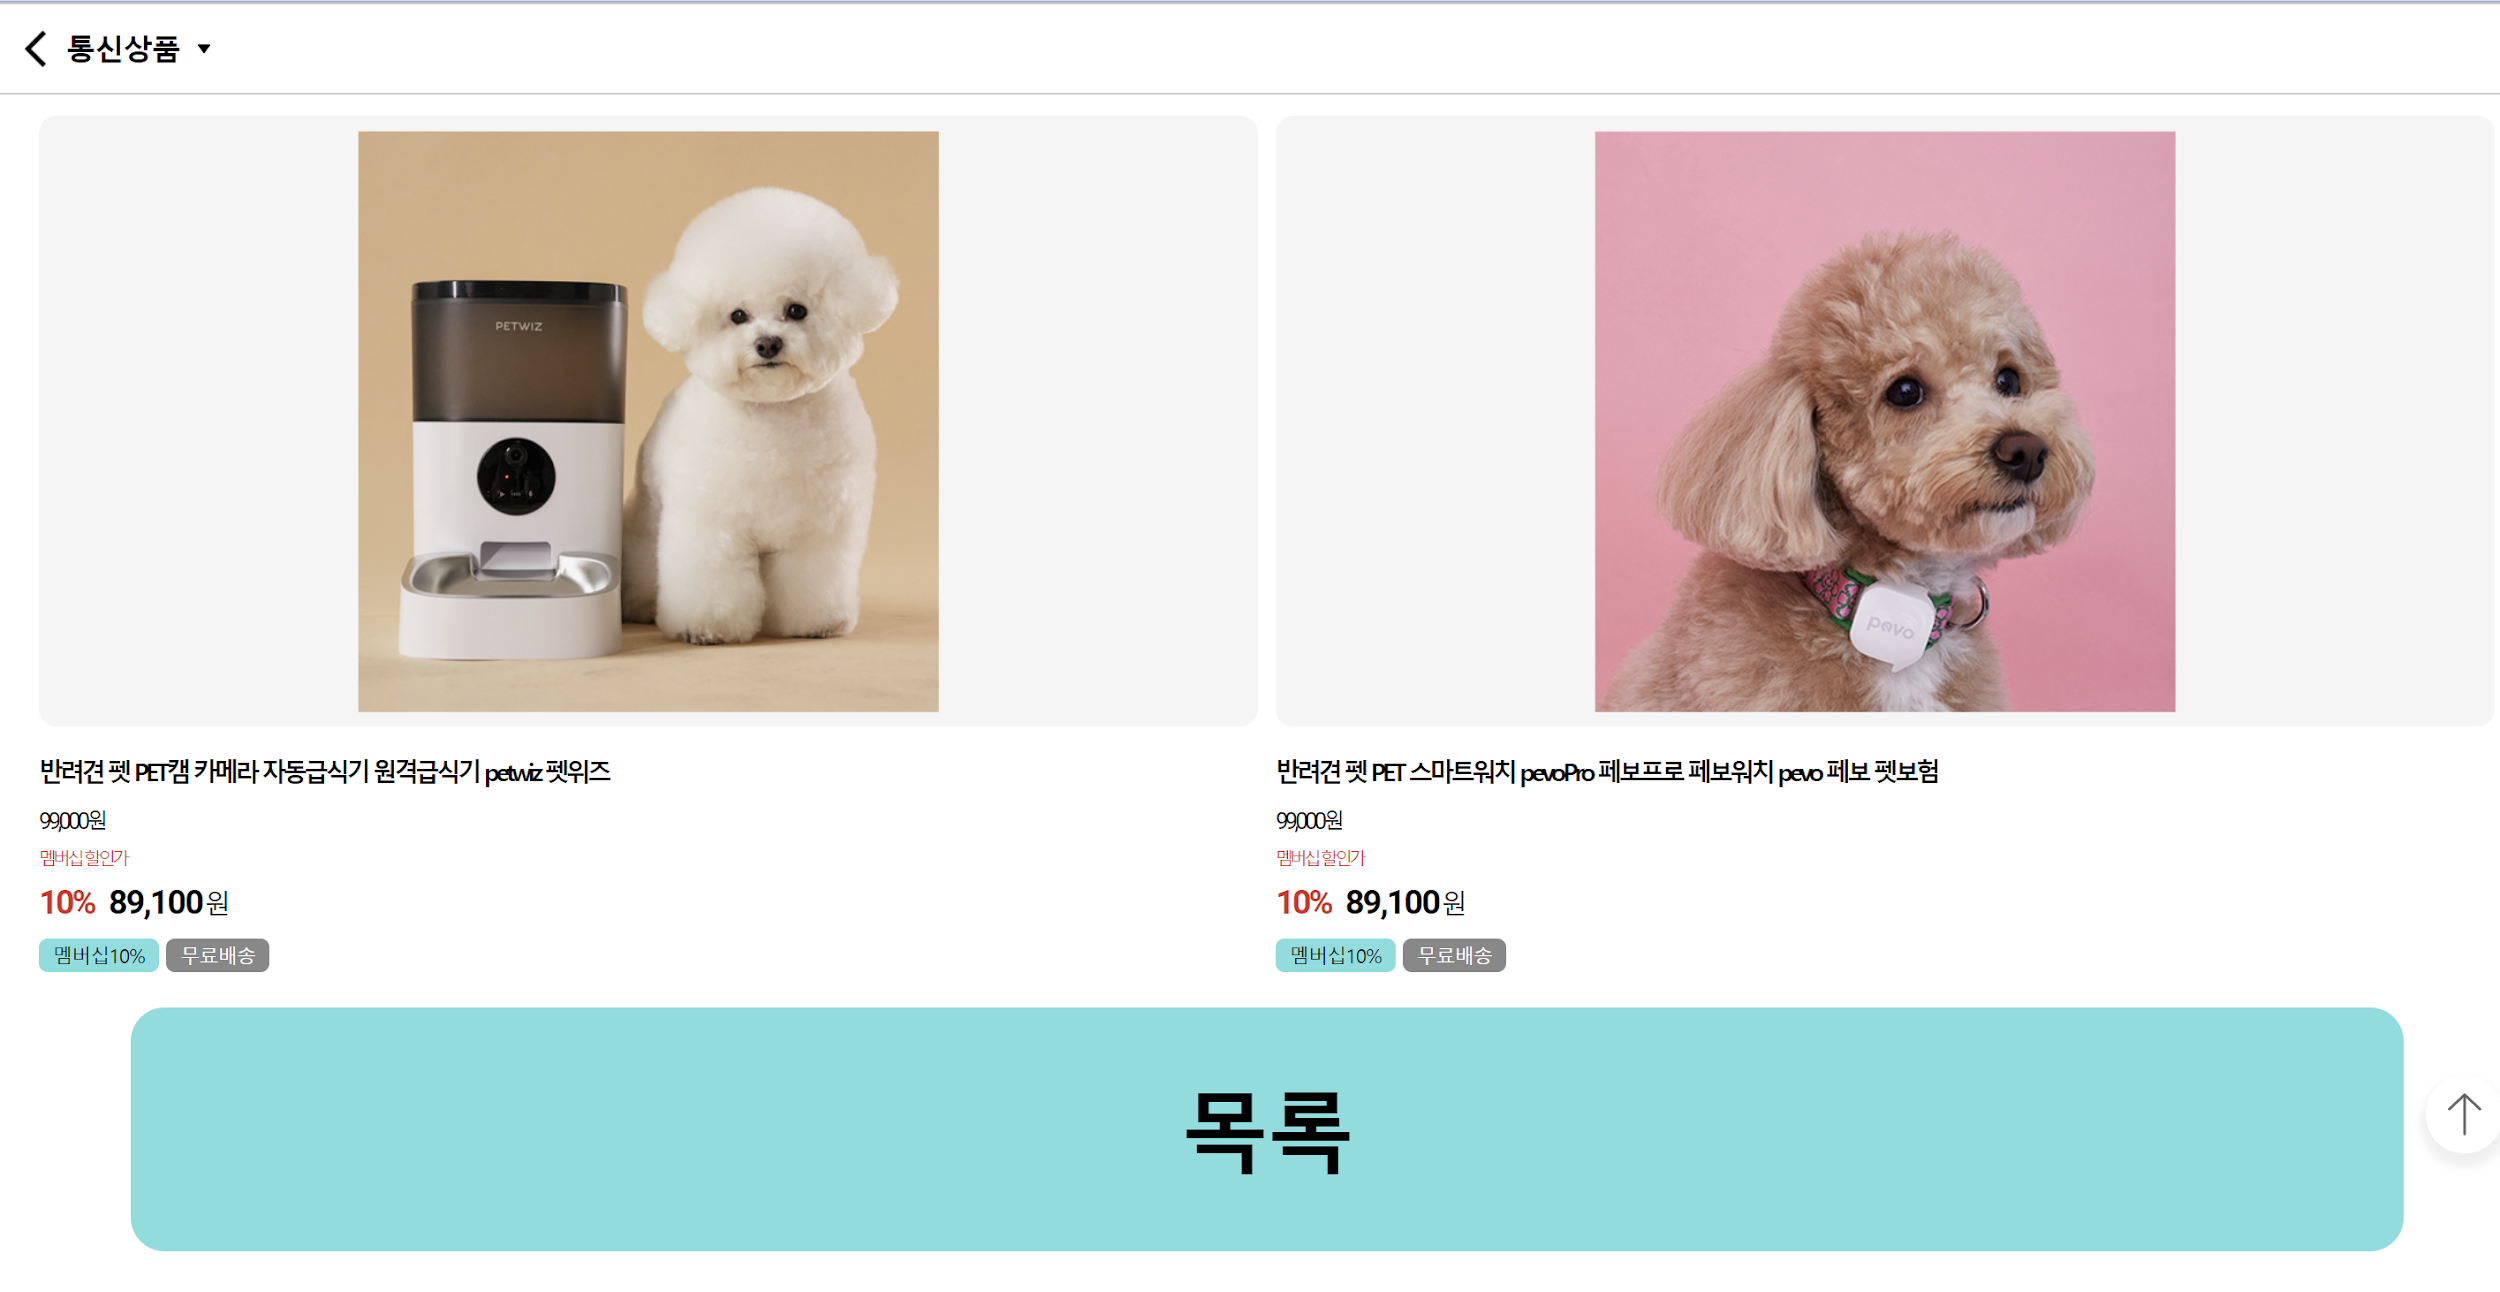 통신상품
PETWIZ
pevo
반려견 펫 PET캠 카메라 자동급식기 원격급식기 petwiz 펫위즈
99,000원
멤버십 할인가
10% 89,100원
멤버십10% 무료배송
반려견 펫 PET 스마트워치 pevoPro 페보프로 페보워치 pevo 페보 펫보험
99,000원
멤버십 할인가
10% 89,100원
멤버십10% 무료배송
목록